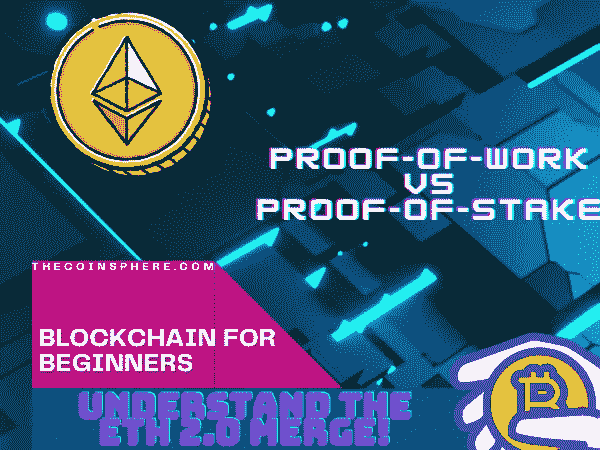 PROOF-OF-WORK
VS
PROOF-OF-STAKE
THECOINSPHERE.COM
BLOCKCHAIN FOR
BEGINNERS
UNDERSTAND THE
ETH 2.0 MERGE!